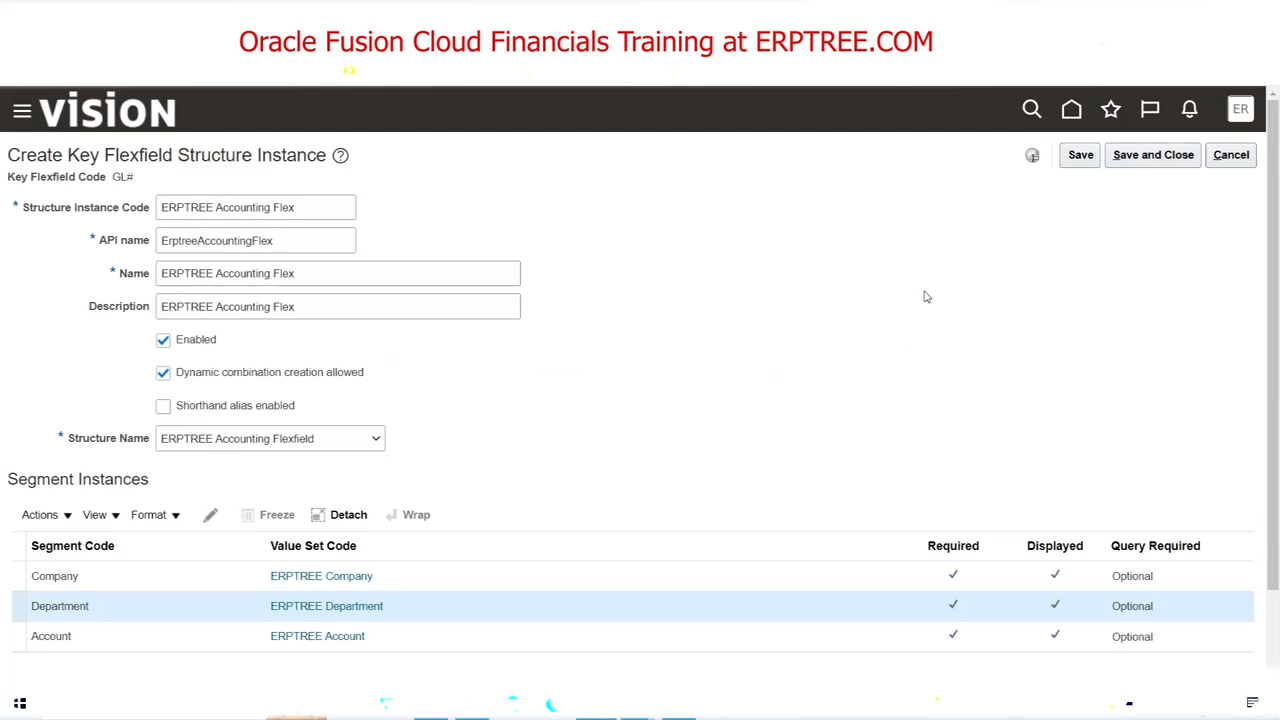 Oracle Fusion Cloud Financials Training at ERPTREE.COM
vision
ER
Create Key Flexfield Structure Instance
Save
Save and Close
Cancel
Key Flexfield Code GL#
* Structure Instance Code ERPTREE Accounting Flex
* API name ErptreeAccountingFlex
* Name ERPTREE Accounting Flex
Description ERPTREE Accounting Flex
Enabled
Dynamic combination creation allowed
Shorthand alias enabled
* Structure Name ERPTREE Accounting Flexfield
Segment Instances
Actions View Format Freeze Detach Wrap
Segment Code Value Set Code Required Displayed Query Required
Company ERPTREE Company Optional
Department ERPTREE Department Optional
Account ERPTREE Account Optional